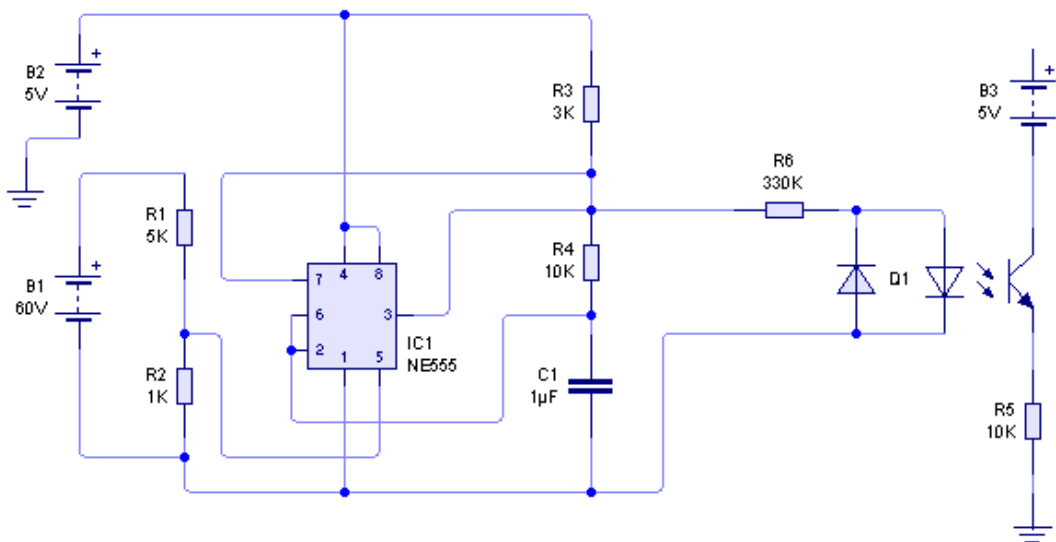 B2
5V
+
R3
3K
B3
5V
+
R6
330K
R1
5K
B1
60V
+
R4
10K
4
8
7
6
3
2
1
5
IC1
NE555
Q1
R2
1K
C1
1µF
R5
10K